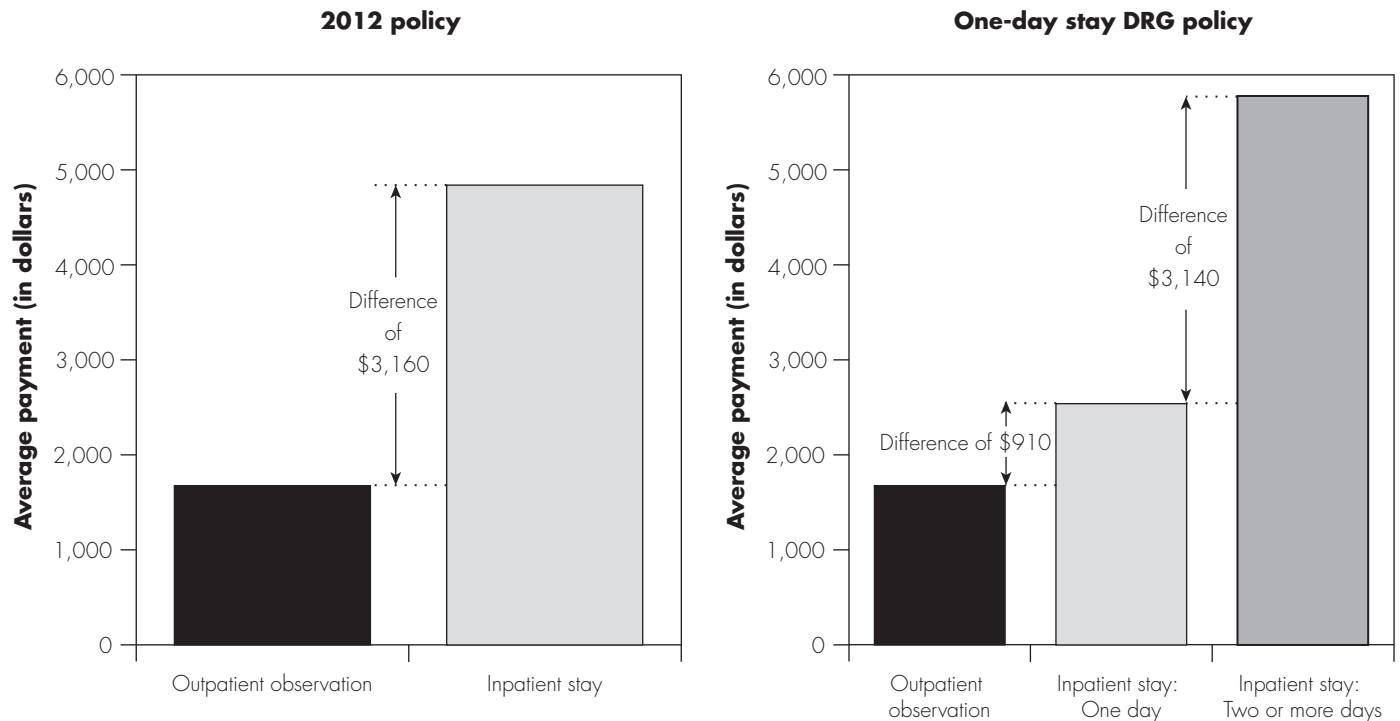 2012 policy
Average payment (in dollars)
6,000
5,000
4,000
3,000
2,000
1,000
0
Difference
of
$3,160
Outpatient observation
Inpatient stay
One-day stay DRG policy
Average payment (in dollars)
6,000
5,000
4,000
3,000
2,000
1,000
0
Difference
of
$3,140
Difference of $910
Outpatient
observation
Inpatient stay:
One day
Inpatient stay:
Two or more days